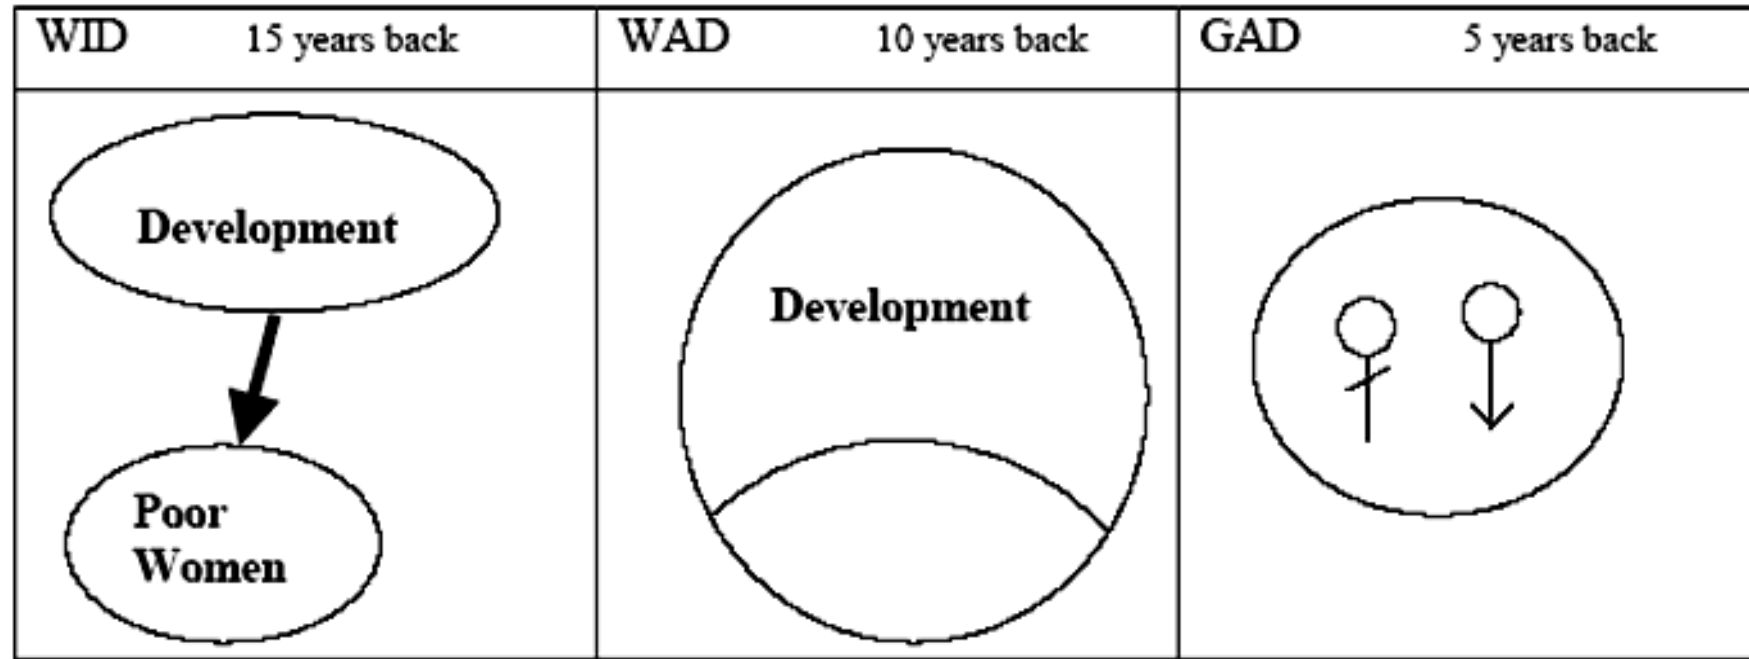 WID 15 years back
WAD 10 years back
GAD 5 years back
Development
Poor
Women
Development